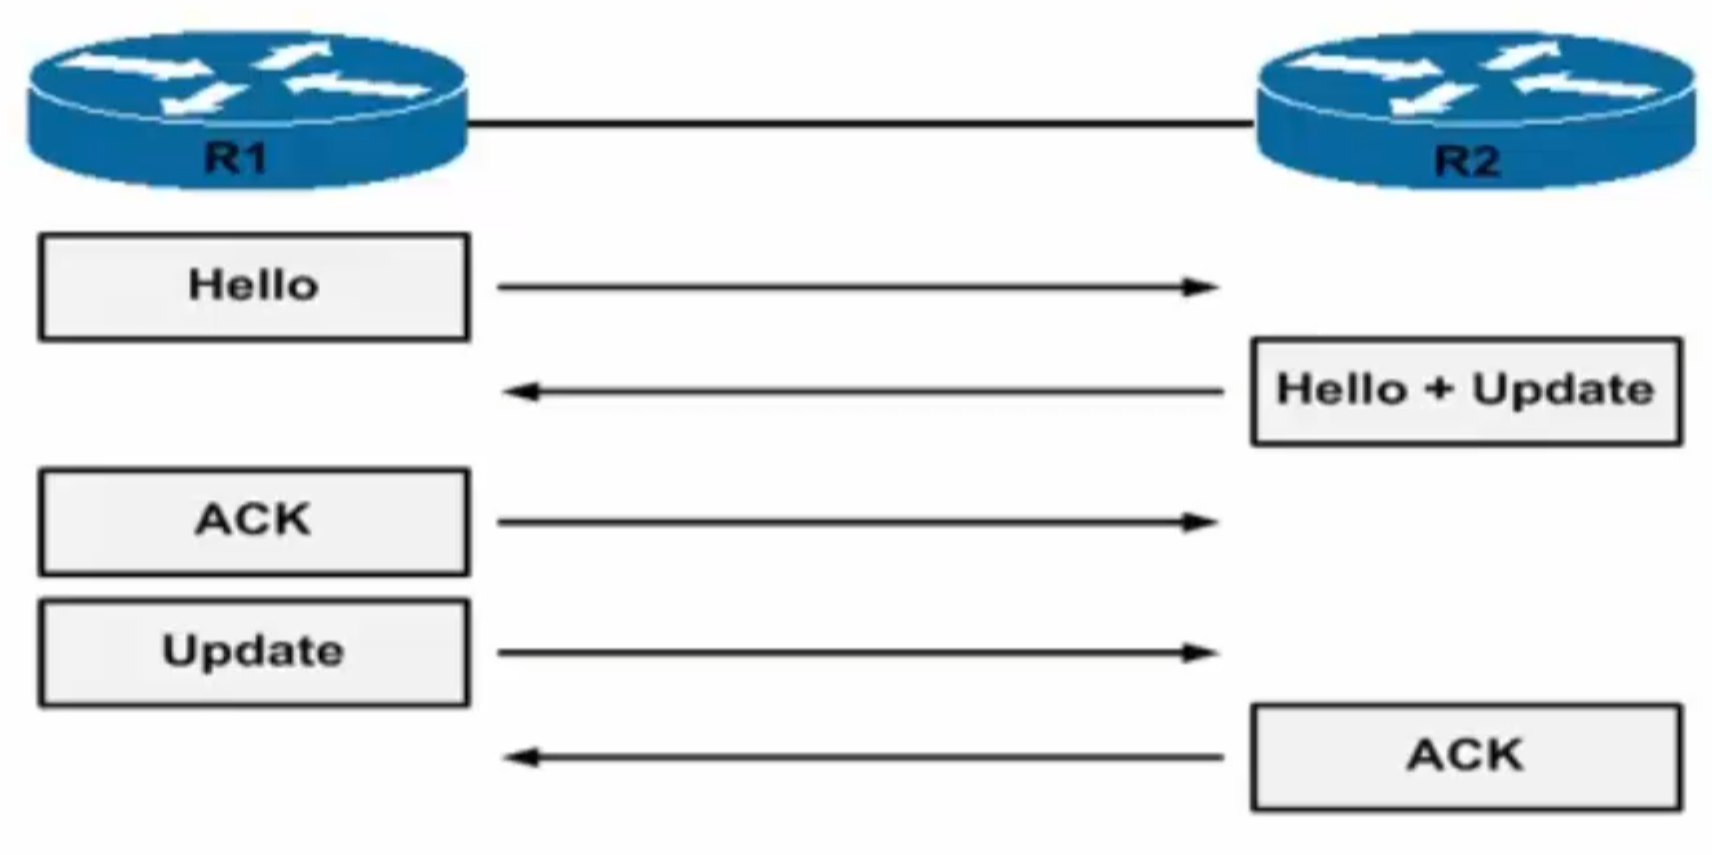 R1
R2
Hello
Hello + Update
ACK
Update
ACK